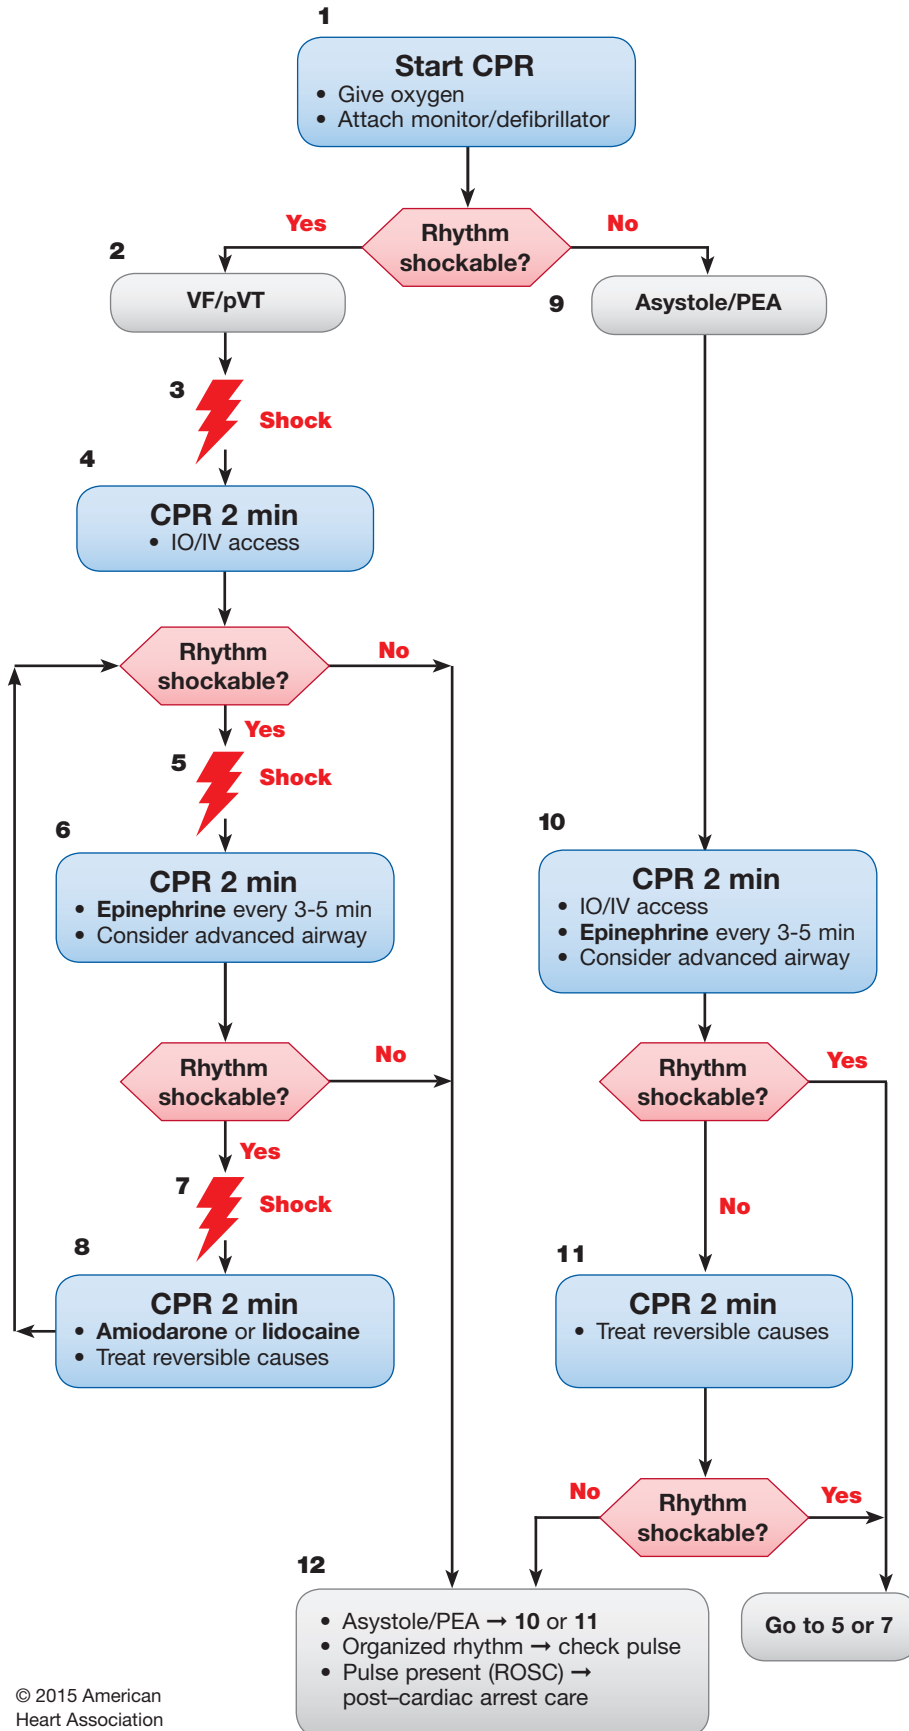 1
Start CPR
• Give oxygen
• Attach monitor/defibrillator
Rhythm
shockable?
Yes
No
2
VF/pVT
9
Asystole/PEA
3
Shock
4
CPR 2 min
• IO/IV access
Rhythm
shockable?
No
Yes
5
Shock
6
CPR 2 min
• Epinephrine every 3-5 min
• Consider advanced airway
Rhythm
shockable?
No
Yes
7
Shock
8
CPR 2 min
• Amiodarone or lidocaine
• Treat reversible causes
10
CPR 2 min
• IO/IV access
• Epinephrine every 3-5 min
• Consider advanced airway
Rhythm
shockable?
Yes
No
11
CPR 2 min
• Treat reversible causes
Rhythm
shockable?
No
Yes
12
• Asystole/PEA → 10 or 11
• Organized rhythm → check pulse
• Pulse present (ROSC) →
post–cardiac arrest care
Go to 5 or 7
© 2015 American
Heart Association